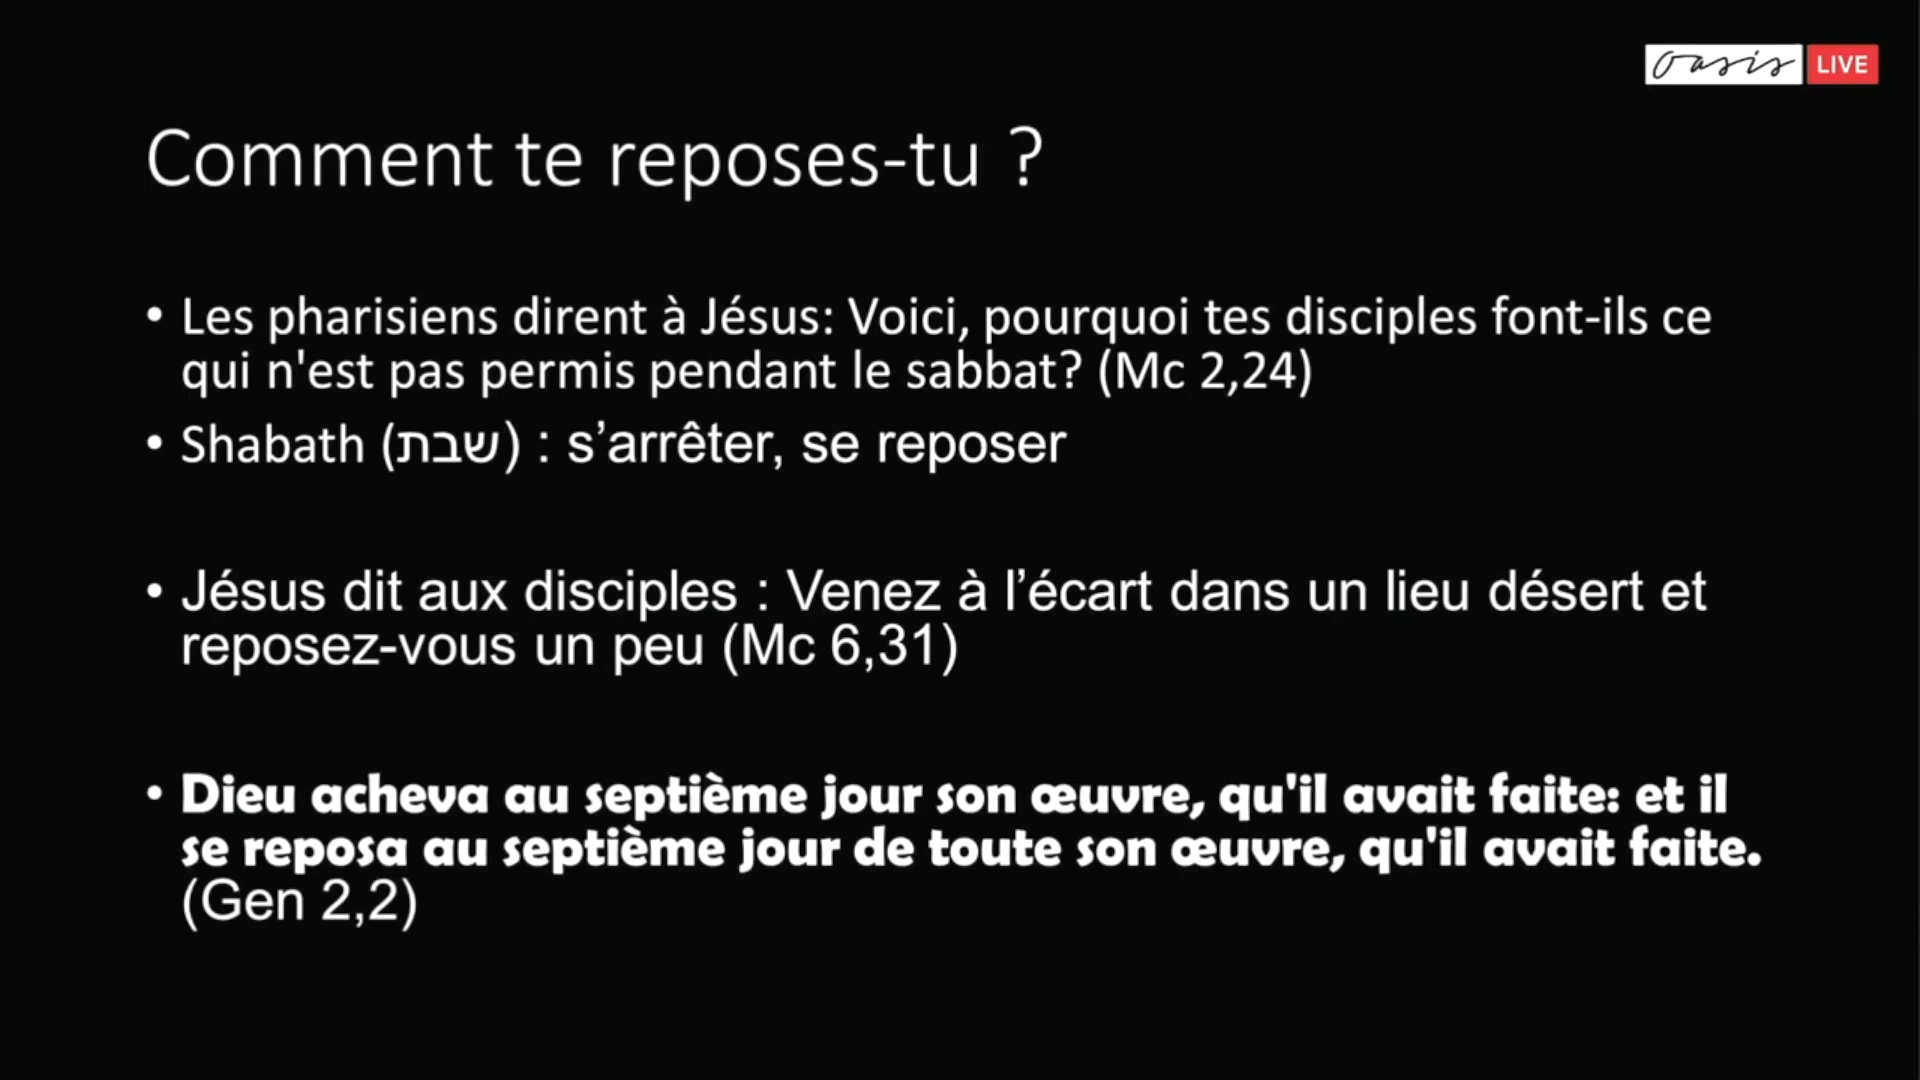 Oasis LIVE
Comment te reposes-tu ?
• Les pharisiens dirent à Jésus: Voici, pourquoi tes disciples font-ils ce
qui n'est pas permis pendant le sabbat? (Mc 2,24)
• Shabath (שבת) : s’arrêter, se reposer
• Jésus dit aux disciples : Venez à l’écart dans un lieu désert et
reposez-vous un peu (Mc 6,31)
• Dieu acheva au septième jour son œuvre, qu'il avait faite: et il
se reposa au septième jour de toute son œuvre, qu'il avait faite.
(Gen 2,2)